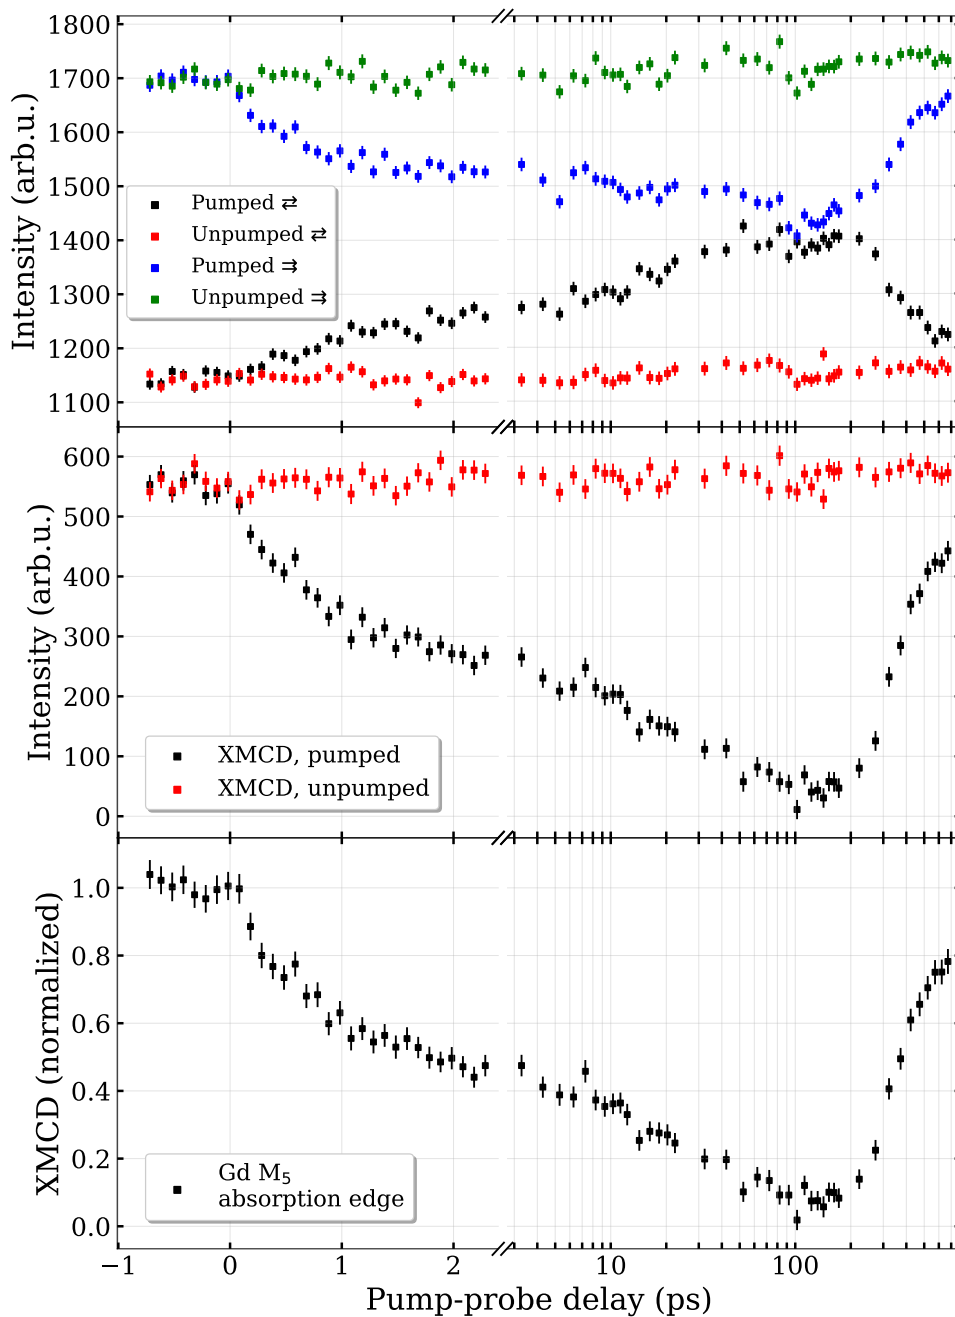 1800
1700
1600
1500
1400
1300
1200
1100
Intensity (arb.u.)
Pumped ⇄
Unpumped ⇄
Pumped ⇉
Unpumped ⇉
600
500
400
300
200
100
0
Intensity (arb.u.)
XMCD, pumped
XMCD, unpumped
1.0
0.8
0.6
0.4
0.2
0.0
XMCD (normalized)
Gd M₅
absorption edge
−1 0 1 2 10 100
Pump-probe delay (ps)